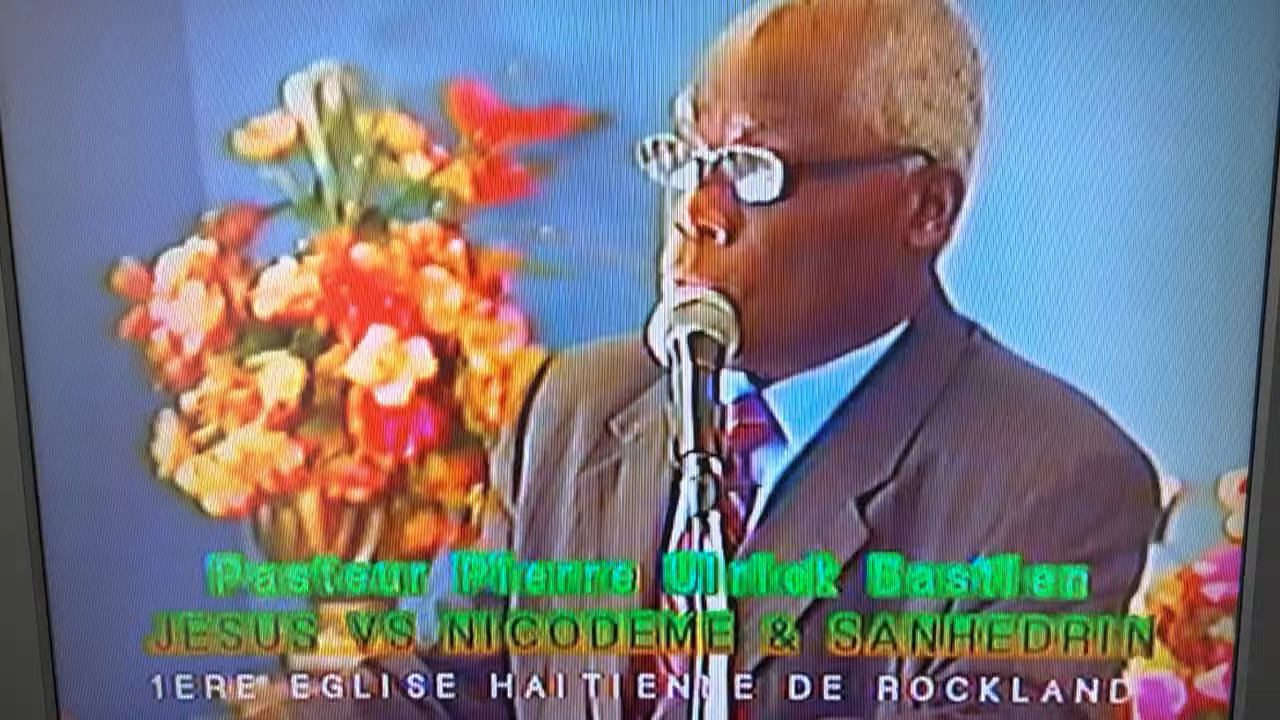 Pasteur Pierre Ulrick Bastien
JESUS VS NICODEME & SANHEDRIN
1ERE EGLISE HAITIENNE DE ROCKLAND